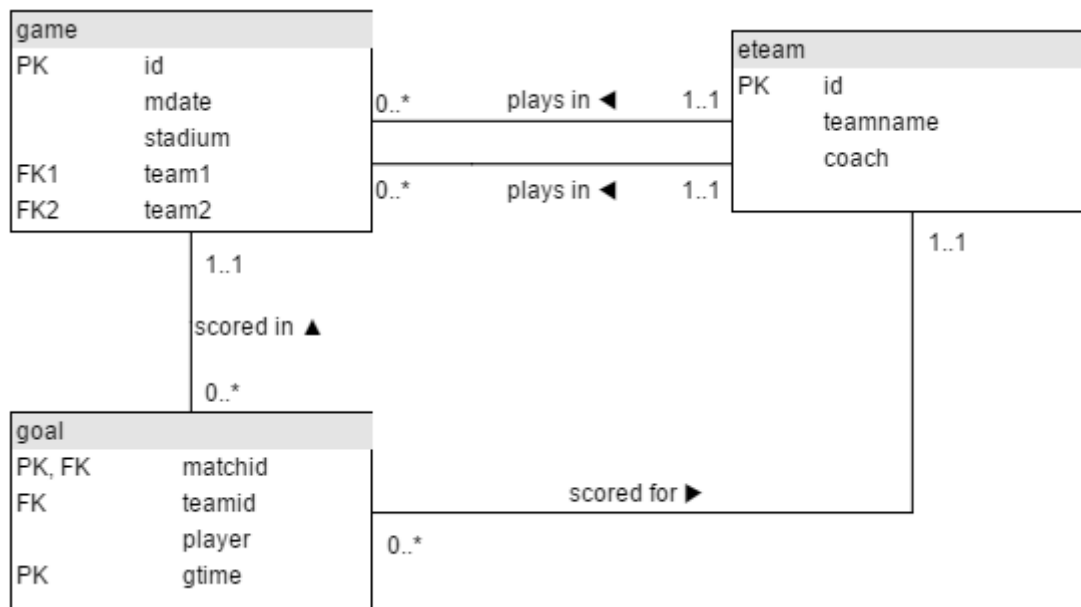 game
PK id
mdate
stadium
FK1 team1
FK2 team2
eteam
PK id
teamname
coach
0..* plays in ◄ 1..1
0..* plays in ◄ 1..1
1..1
scored in ▲
0..*
1..1
goal
PK, FK matchid
FK teamid
player
PK gtime
scored for ►
0..*